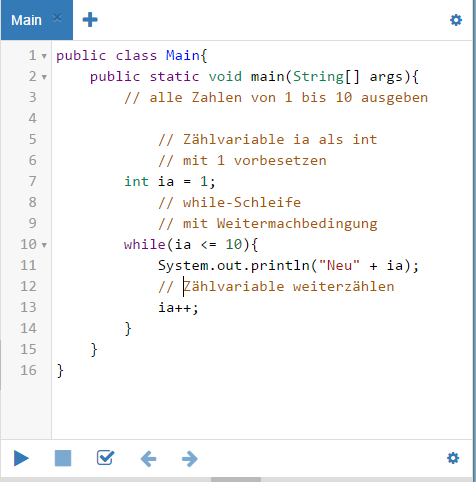 Main ×
1 public class Main{
2     public static void main(String[] args){
3         // alle Zahlen von 1 bis 10 ausgeben
4
5             // Zählvariable ia als int
6             // mit 1 vorbesetzen
7         int ia = 1;
8             // while-Schleife
9             // mit Weitermachbedingung
10         while(ia <= 10){
11             System.out.println("Neu" + ia);
12             // Zählvariable weiterzählen
13             ia++;
14         }
15     }
16 }